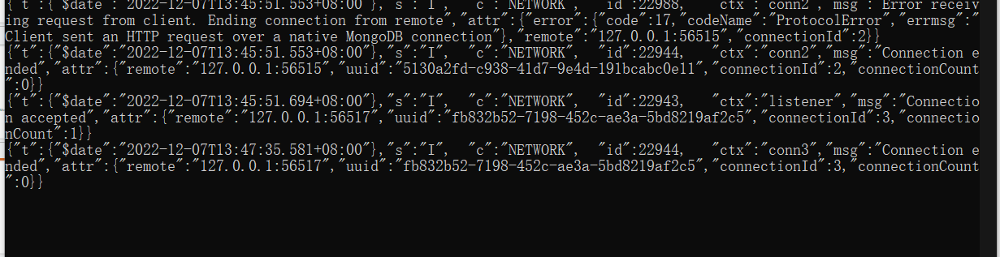 {"t":{"$date":"2022-12-07T13:45:51.553+08:00"},"s":"I",  "c":"NETWORK",  "id":22988,   "ctx":"conn2","msg":"Error receiv
ing request from client. Ending connection from remote","attr":{"error":{"code":17,"codeName":"ProtocolError","errmsg":"
Client sent an HTTP request over a native MongoDB connection"},"remote":"127.0.0.1:56515","connectionId":2}}
{"t":{"$date":"2022-12-07T13:45:51.553+08:00"},"s":"I",  "c":"NETWORK",  "id":22944,   "ctx":"conn2","msg":"Connection e
nded","attr":{"remote":"127.0.0.1:56515","uuid":"5130a2fd-c938-41d7-9e4d-191bcabc0e11","connectionId":2,"connectionCount
":0}}
{"t":{"$date":"2022-12-07T13:45:51.694+08:00"},"s":"I",  "c":"NETWORK",  "id":22943,   "ctx":"listener","msg":"Connectio
n accepted","attr":{"remote":"127.0.0.1:56517","uuid":"fb832b52-7198-452c-ae3a-5bd8219af2c5","connectionId":3,"connectio
nCount":1}}
{"t":{"$date":"2022-12-07T13:47:35.581+08:00"},"s":"I",  "c":"NETWORK",  "id":22944,   "ctx":"conn3","msg":"Connection e
nded","attr":{"remote":"127.0.0.1:56517","uuid":"fb832b52-7198-452c-ae3a-5bd8219af2c5","connectionId":3,"connectionCount
":0}}